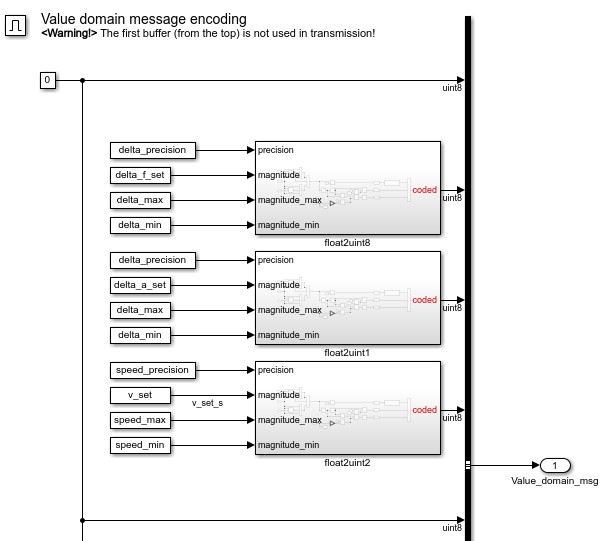 Value domain message encoding
<Warning!> The first buffer (from the top) is not used in transmission!
0
uint8
delta_precision
precision
delta_f_set
magnitude
coded
uint8
delta_max
magnitude_max
delta_min
magnitude_min
float2uint8
delta_precision
precision
delta_a_set
magnitude
coded
uint8
delta_max
magnitude_max
delta_min
magnitude_min
float2uint1
speed_precision
precision
v_set
magnitude
v_set_s
coded
uint8
speed_max
magnitude_max
speed_min
magnitude_min
float2uint2
1
Value_domain_msg
uint8